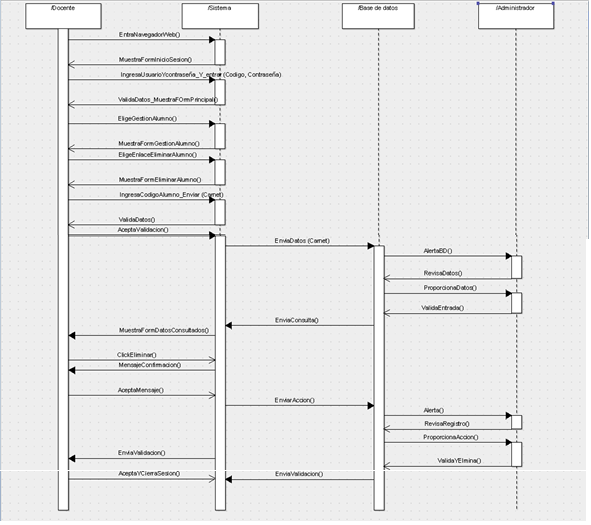 /Docente
/Sistema
/Base de datos
/Administrador
EntraNavegadorWeb()
MuestraFormInicioSesion()
IngresaUsuarioYcontraseña_Y_entrar (Codigo, Contraseña)
ValidaDatos_MuestraFOrmPrincipal()
EligeGestionAlumno()
MuestraFormGestionAlumno()
EligeEnlaceEliminarAlumno()
MuestraFormEliminarAlumno()
IngresaCodigoAlumno_Enviar (Carnet)
ValidaDatos()
AceptaValidacion()
EnviaDatos (Carnet)
AlertaBD()
RevisaDatos()
ProporcionaDatos()
ValidaEntrada()
EnviaConsulta()
MuestraFormDatosConsultados()
ClickEliminar()
MensajeConfirmacion()
AceptaMensaje()
EnviarAccion()
Alerta()
RevisaRegistro()
ProporcionaAccion()
EnviaValidacion()
ValidaYElmina()
AceptaYCierraSesion()
EnviaValidacion()